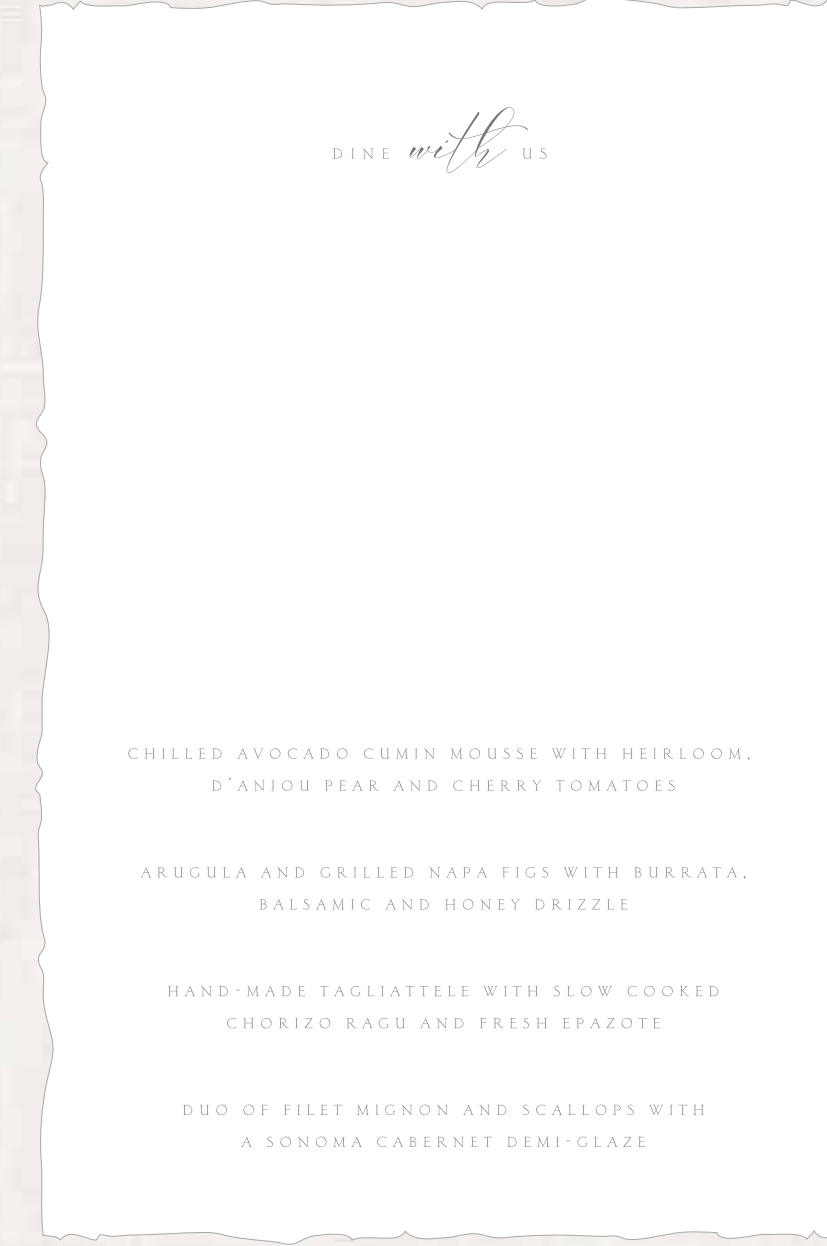 DINE with US
CHILLED AVOCADO CUMIN MOUSSE WITH HEIRLOOM,
D'ANJOU PEAR AND CHERRY TOMATOES
ARUGULA AND GRILLED NAPA FIGS WITH BURRATA,
BALSAMIC AND HONEY DRIZZLE
HAND-MADE TAGLIATTELE WITH SLOW COOKED
CHORIZO RAGU AND FRESH EPAZOTE
DUO OF FILET MIGNON AND SCALLOPS WITH
A SONOMA CABERNET DEMI-GLAZE